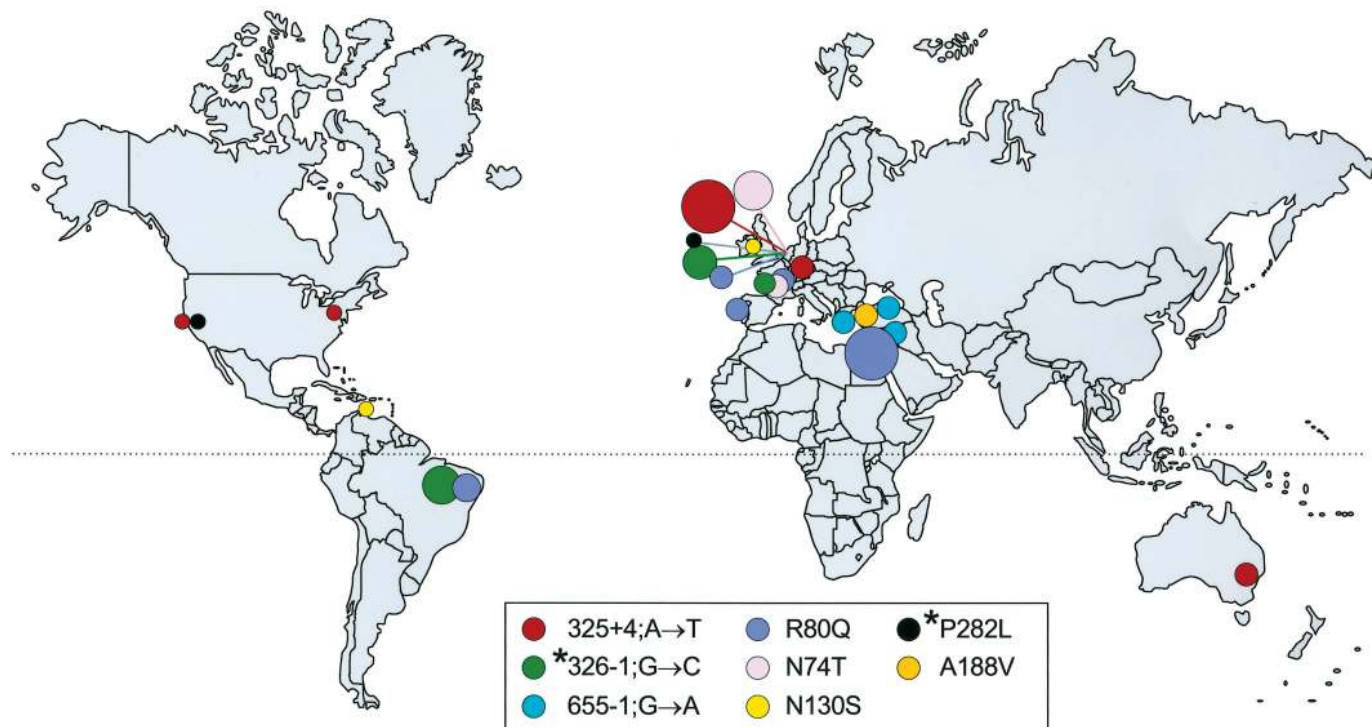 325+4;A→T R80Q *P282L
*326-1;G→C N74T A188V
655-1;G→A N130S